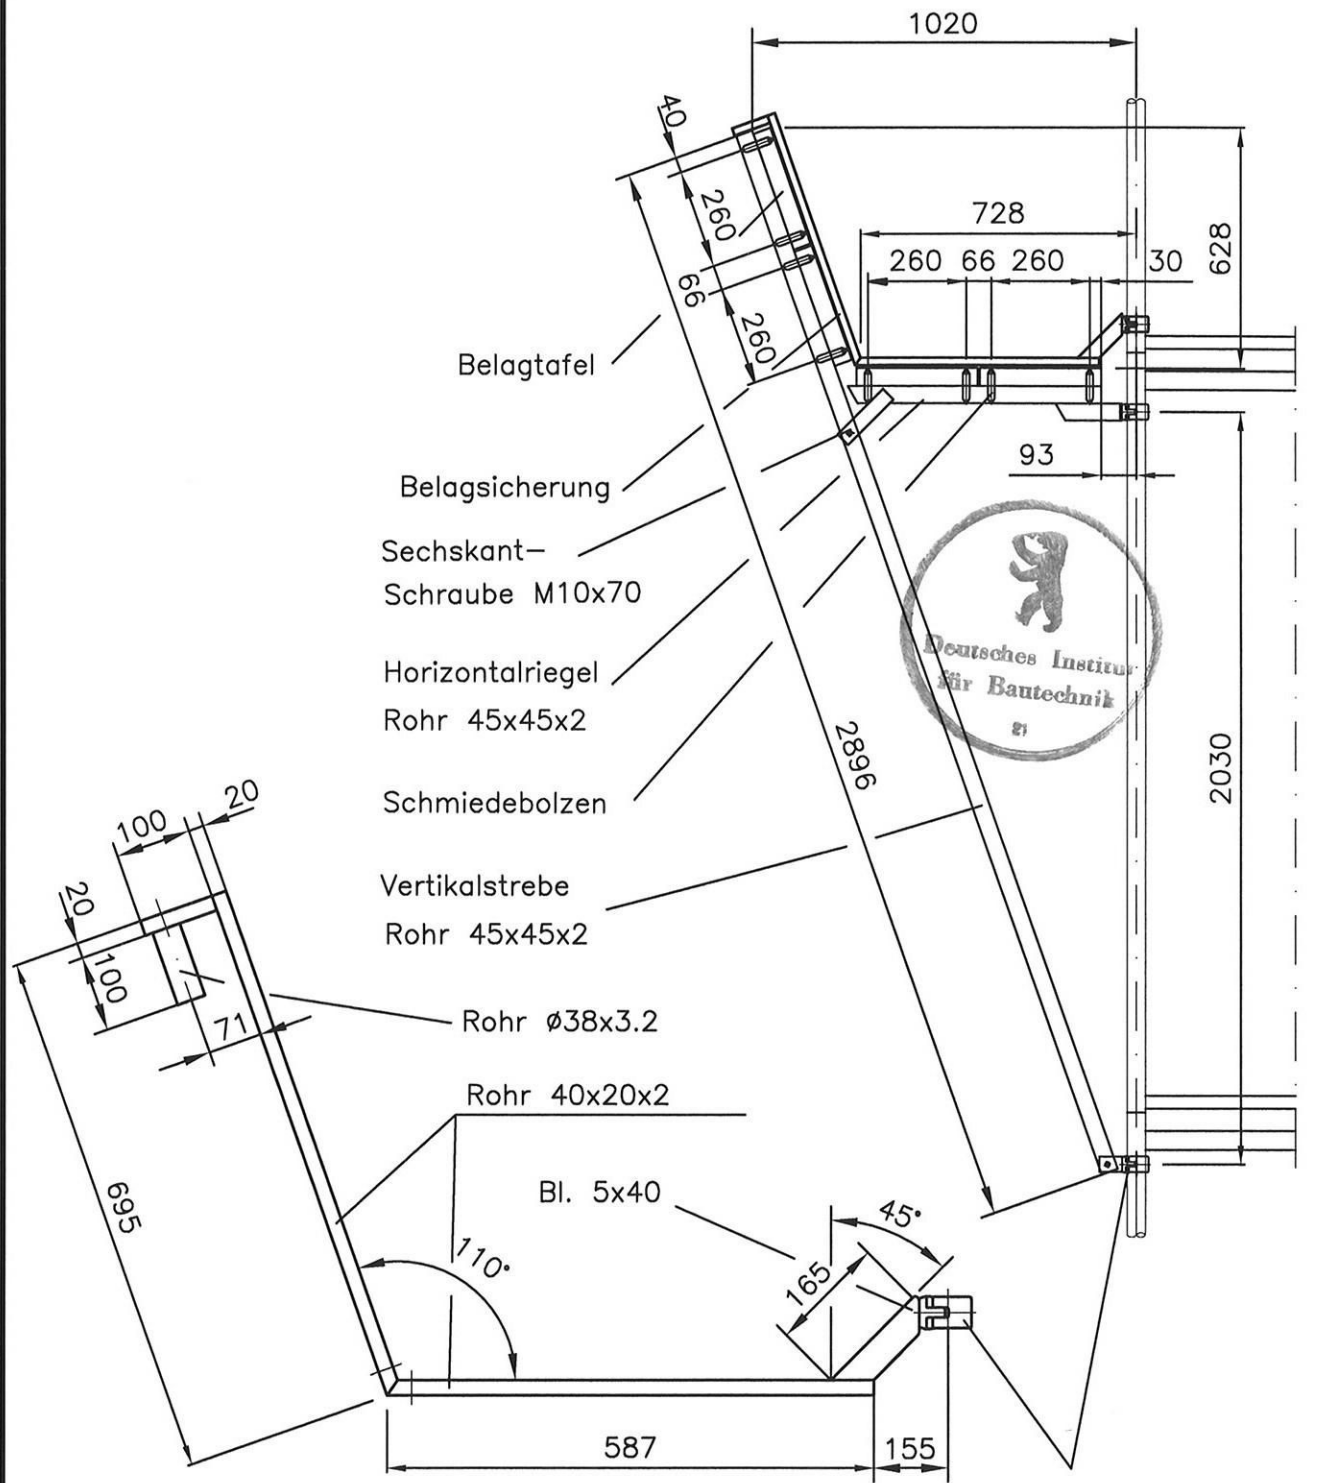 1020
40
260
66
260
728
260 66 260 30
628
Belagtafel
Belagsicherung
93
Sechskant–
Schraube M10x70
Deutsches Institut
für Bautechnik
Horizontalriegel
Rohr 45x45x2
2896
2030
Schmiedebolzen
Vertikalstrebe
Rohr 45x45x2
100 20
20
100
71
Rohr ø38x3.2
Rohr 40x20x2
695
Bl. 5x40
110°
45°
165
587 155